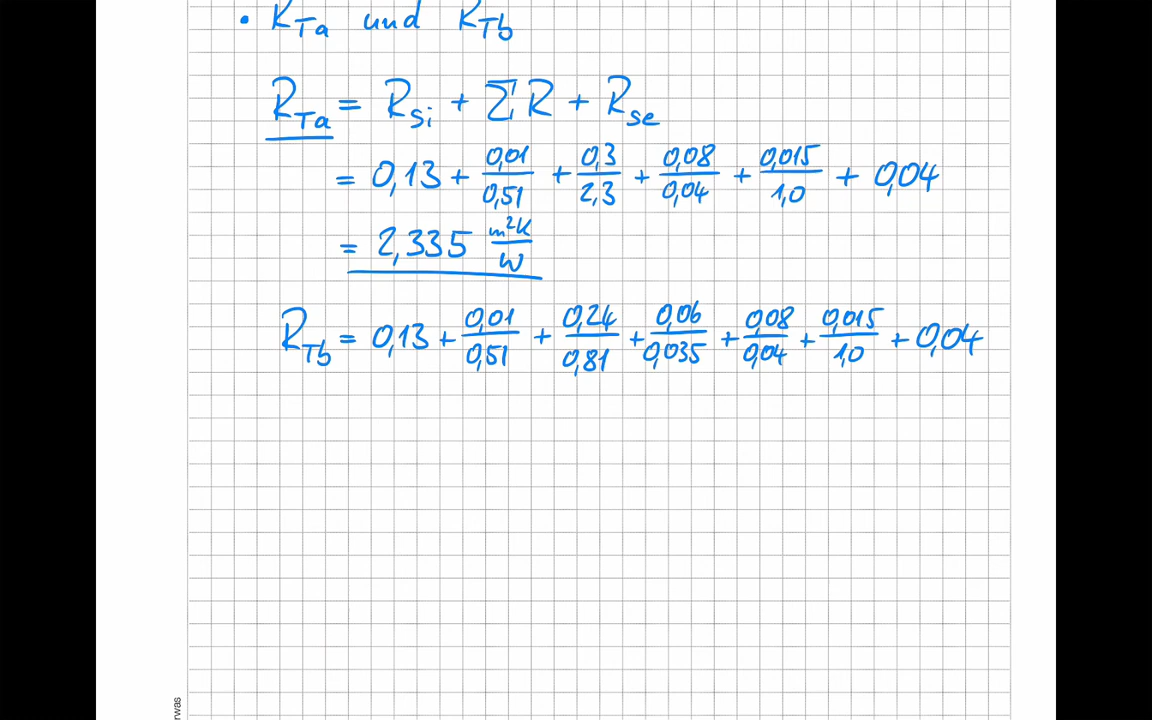 • R_Ta und R_Tb
R_Ta = R_si + ∑R + R_se
= 0,13 + 0,01/0,51 + 0,3/2,3 + 0,08/0,04 + 0,015/1,0 + 0,04
= 2,335 m²K/W
R_Tb = 0,13 + 0,01/0,51 + 0,24/0,81 + 0,06/0,035 + 0,08/0,04 + 0,015/1,0 + 0,04
rwas